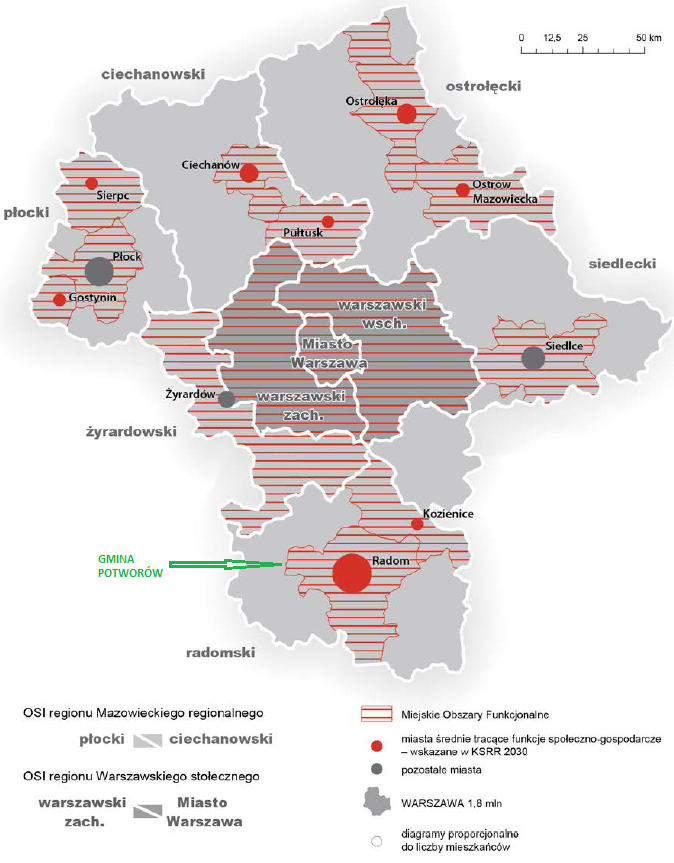 0 12,5 25 50 km
ciechanowski
ostrołęcki
Ostrołęka
Ciechanów
Ostrów
Mazowiecka
Sierpc
płocki
Pułtusk
Płock
siedlecki
Gostynin
warszawski
wsch.
Miasto
Warszawa
Siedlce
Żyrardów
warszawski
zach.
żyrardowski
Kozienice
GMINA
POTWORÓW
Radom
radomski
OSI regionu Mazowieckiego regionalnego
płocki ciechanowski
OSI regionu Warszawskiego stołecznego
warszawski
zach.
Miasto
Warszawa
Miejskie Obszary Funkcjonalne
miasta średnie tracące funkcje społeczno-gospodarcze
– wskazane w KSRR 2030
pozostałe miasta
WARSZAWA 1,8 mln
diagramy proporcjonalne
do liczby mieszkańców